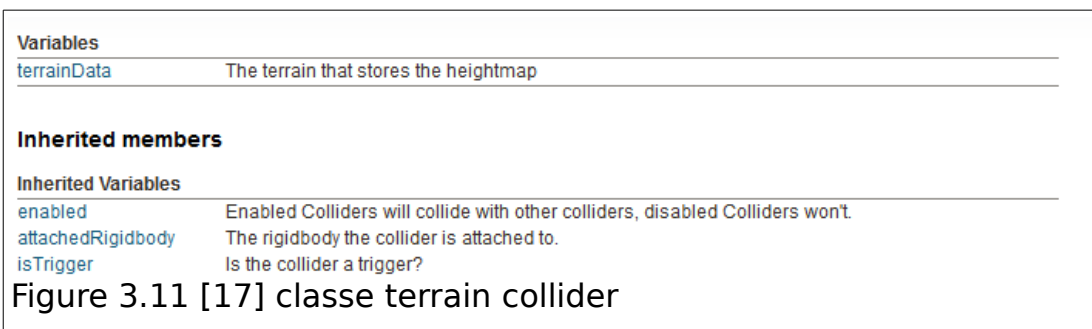 Variables
terrainData The terrain that stores the heightmap
Inherited members
Inherited Variables
enabled Enabled Colliders will collide with other colliders, disabled Colliders won't.
attachedRigidbody The rigidbody the collider is attached to.
isTrigger Is the collider a trigger?
Figure 3.11 [17] classe terrain collider